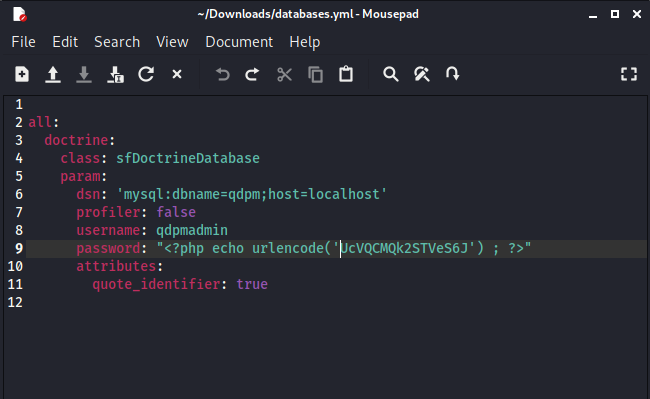 ~/Downloads/databases.yml - Mousepad
File Edit Search View Document Help
1
2 all:
3   doctrine:
4     class: sfDoctrineDatabase
5     param:
6       dsn: 'mysql:dbname=qdpm;host=localhost'
7       profiler: false
8       username: qdpmadmin
9       password: "<?php echo urlencode('UcVQCMQk2STVeS6J') ; ?>"
10       attributes:
11         quote_identifier: true
12